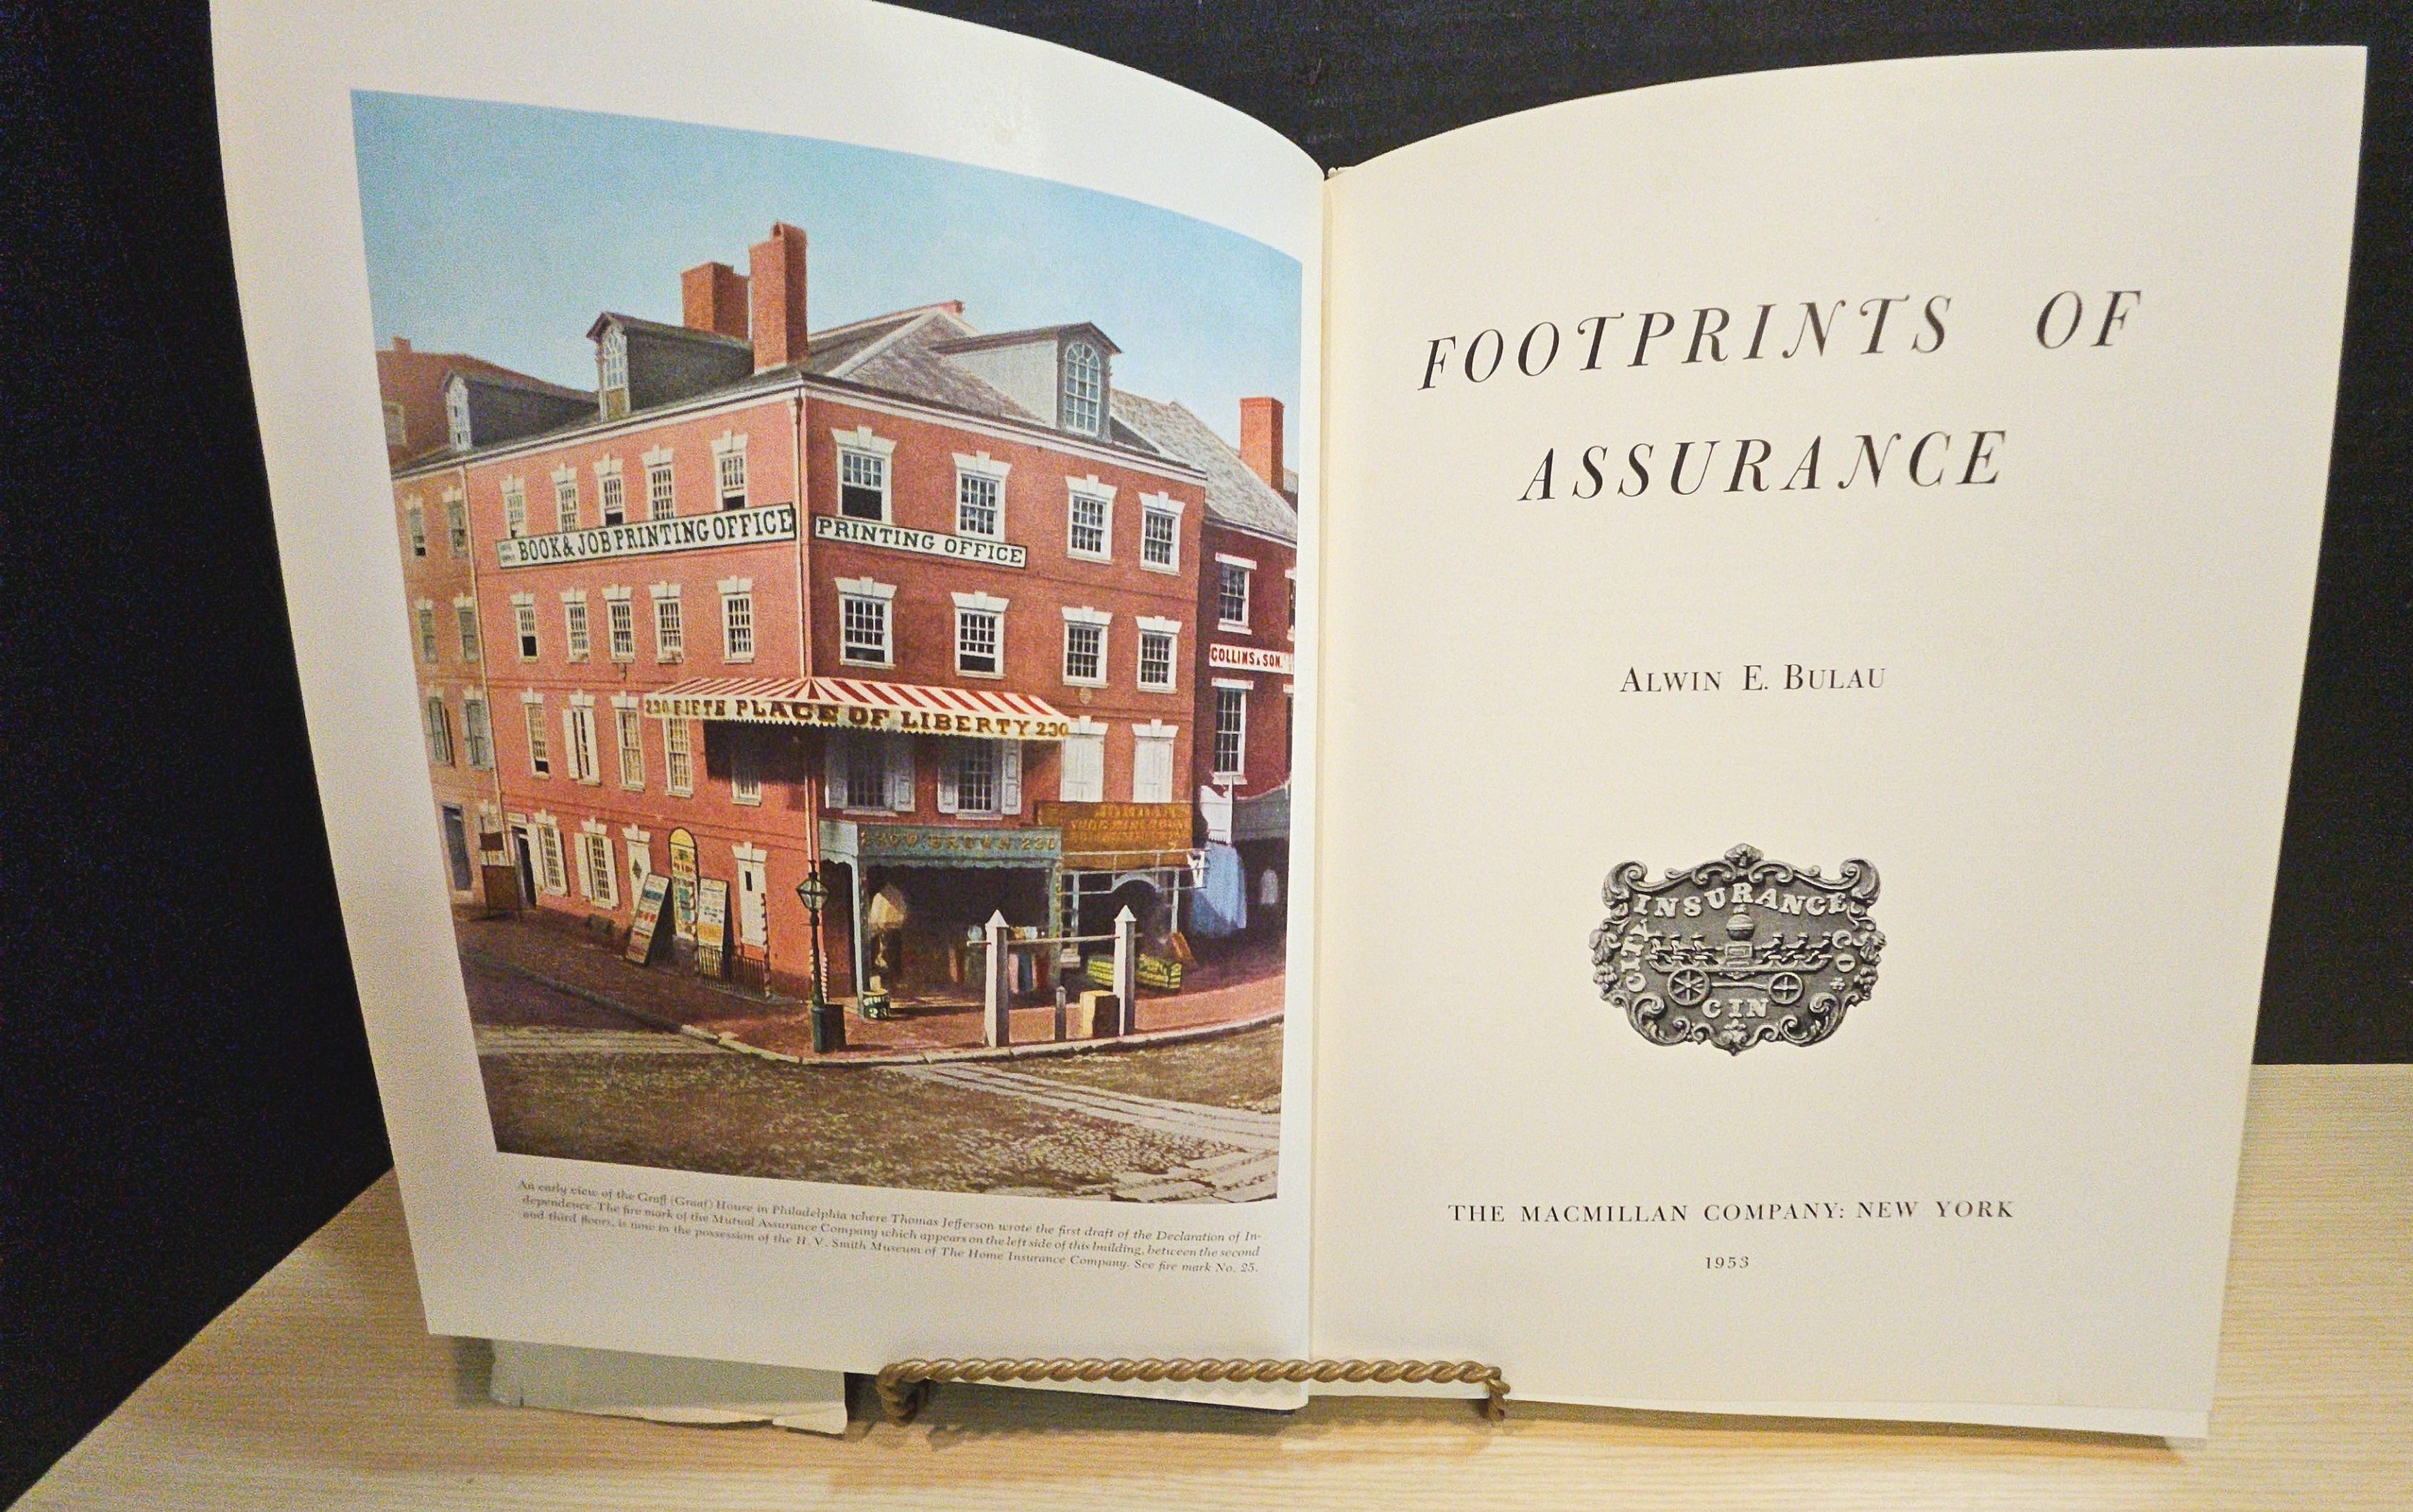 BOOK & JOB PRINTING OFFICE
PRINTING OFFICE
COLLINS & SON.
230 FIFTH PLACE OF LIBERTY 230
BROWN 230
An early view of the Graff (Graaf) House in Philadelphia where Thomas Jefferson wrote the first draft of the Declaration of In-
dependence. The fire mark of the Mutual Assurance Company which appears on the left side of this building, between the second
and third floors, is now in the possession of the H. V. Smith Museum of The Home Insurance Company. See fire mark No. 25.
FOOTPRINTS OF
ASSURANCE
ALWIN E. BULAU
CITY INSURANCE CO
CIN
THE MACMILLAN COMPANY: NEW YORK
1953